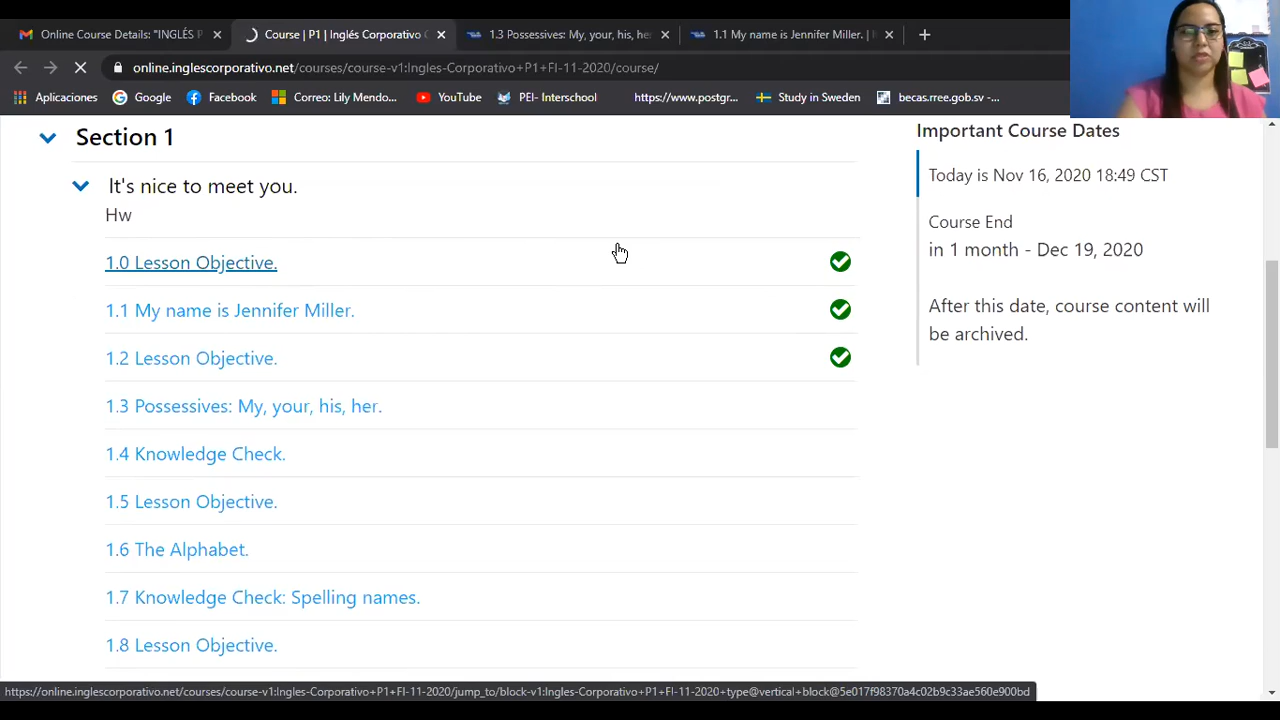 Online Course Details: "INGLÉS P
Course | P1 | Inglés Corporativo
1.3 Possessives: My, your, his, her
1.1 My name is Jennifer Miller. |
online.inglescorporativo.net/courses/course-v1:Ingles-Corporativo+P1+FI-11-2020/course/
Aplicaciones
Google
Facebook
Correo: Lily Mendo...
YouTube
PEI- Interschool
https://www.postgr...
Study in Sweden
becas.rree.gob.sv -...
Section 1
It's nice to meet you.
Hw
1.0 Lesson Objective.
1.1 My name is Jennifer Miller.
1.2 Lesson Objective.
1.3 Possessives: My, your, his, her.
1.4 Knowledge Check.
1.5 Lesson Objective.
1.6 The Alphabet.
1.7 Knowledge Check: Spelling names.
1.8 Lesson Objective.
Important Course Dates
Today is Nov 16, 2020 18:49 CST
Course End
in 1 month - Dec 19, 2020
After this date, course content will
be archived.
https://online.inglescorporativo.net/courses/course-v1:Ingles-Corporativo+P1+FI-11-2020/jump_to/block-v1:Ingles-Corporativo+P1+FI-11-2020+type@vertical+block@5e017f98370a4c02b9c33ae560e900bd